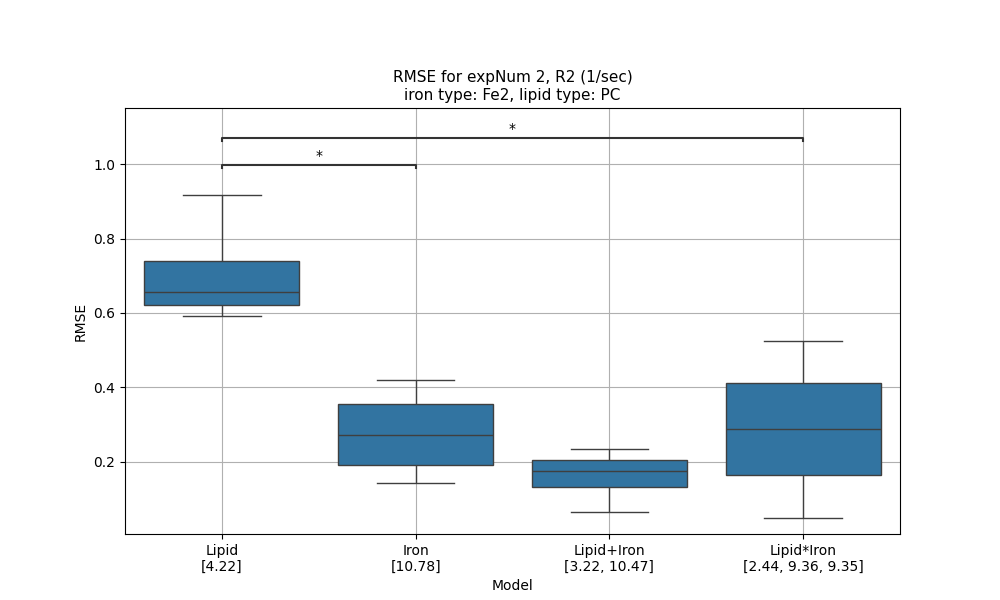 RMSE for expNum 2, R2 (1/sec)
iron type: Fe2, lipid type: PC
*
*
1.0
0.8
0.6
0.4
0.2
RMSE
Lipid
[4.22]
Iron
[10.78]
Lipid+Iron
[3.22, 10.47]
Lipid*Iron
[2.44, 9.36, 9.35]
Model